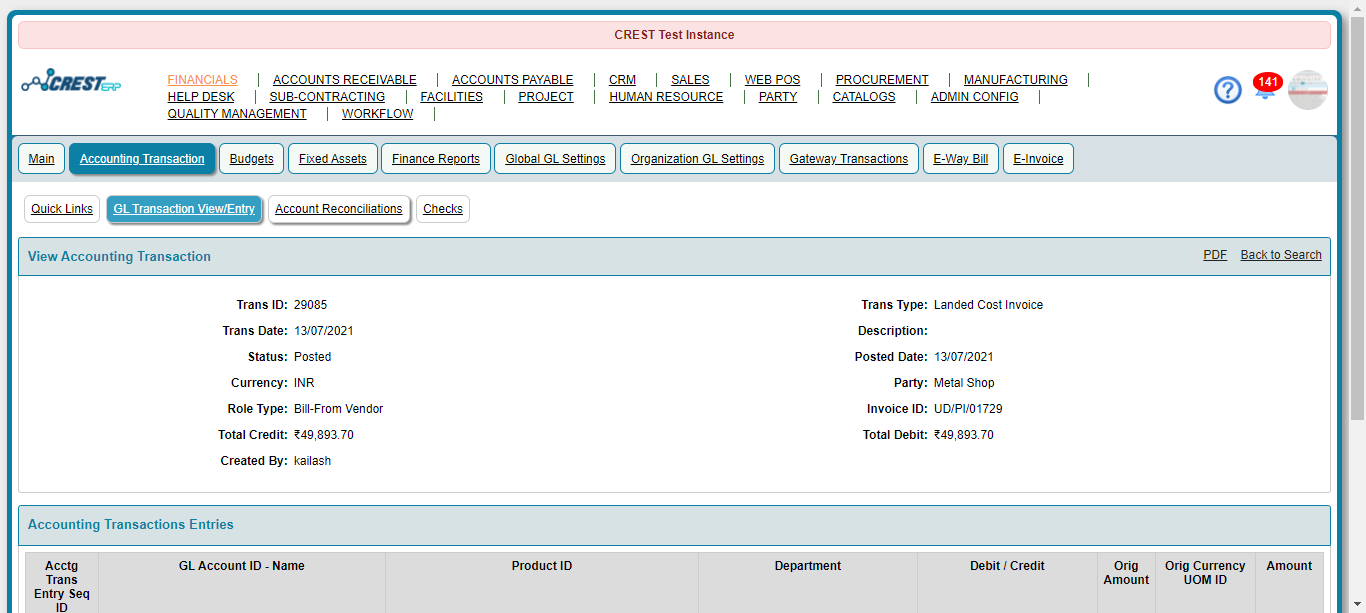 CREST Test Instance
CREST ERP
FINANCIALS | ACCOUNTS RECEIVABLE | ACCOUNTS PAYABLE | CRM | SALES | WEB POS | PROCUREMENT | MANUFACTURING |
HELP DESK | SUB-CONTRACTING | FACILITIES | PROJECT | HUMAN RESOURCE | PARTY | CATALOGS | ADMIN CONFIG |
QUALITY MANAGEMENT | WORKFLOW |
? 141
Main Accounting Transaction Budgets Fixed Assets Finance Reports Global GL Settings Organization GL Settings Gateway Transactions E-Way Bill E-Invoice
Quick Links GL Transaction View/Entry Account Reconciliations Checks
View Accounting Transaction PDF Back to Search
Trans ID: 29085 Trans Type: Landed Cost Invoice
Trans Date: 13/07/2021 Description:
Status: Posted Posted Date: 13/07/2021
Currency: INR Party: Metal Shop
Role Type: Bill-From Vendor Invoice ID: UD/PI/01729
Total Credit: ₹49,893.70 Total Debit: ₹49,893.70
Created By: kailash
Accounting Transactions Entries
Acctg Trans Entry Seq ID GL Account ID - Name Product ID Department Debit / Credit Orig Amount Orig Currency UOM ID Amount